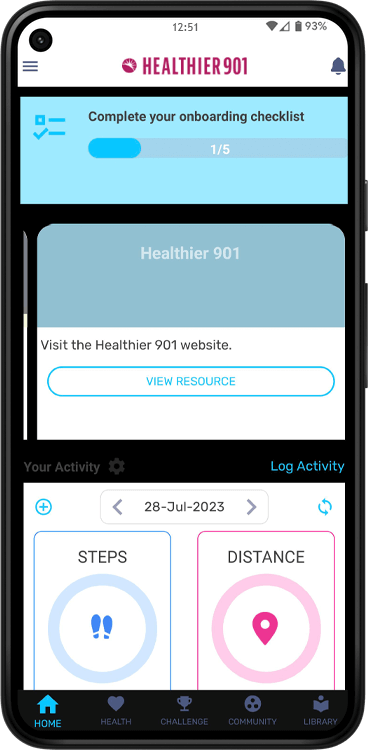 12:51
93%
HEALTHIER 901
Complete your onboarding checklist
1/5
Healthier 901
Visit the Healthier 901 website.
VIEW RESOURCE
Your Activity
Log Activity
28-Jul-2023
STEPS
DISTANCE
HOME
HEALTH
CHALLENGE
COMMUNITY
LIBRARY